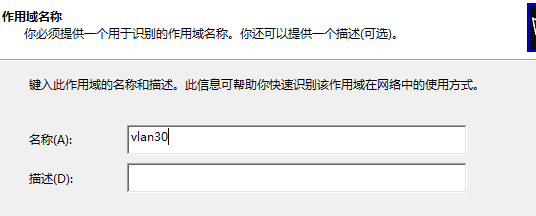 作用域名称
你必须提供一个用于识别的作用域名称。你还可以提供一个描述(可选)。
键入此作用域的名称和描述。此信息可帮助你快速识别该作用域在网络中的使用方式。
名称(A):
vlan30
描述(D):